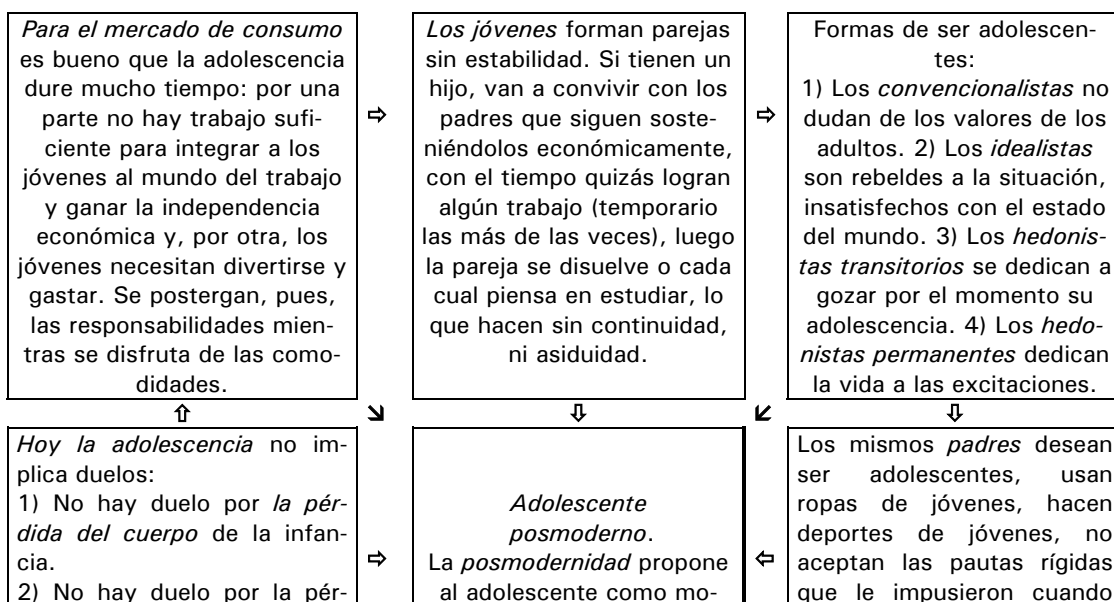 Para el mercado de consumo
es bueno que la adolescencia
dure mucho tiempo: por una
parte no hay trabajo sufi-
ciente para integrar a los
jóvenes al mundo del trabajo
y ganar la independencia
económica y, por otra, los
jóvenes necesitan divertirse y
gastar. Se postergan, pues,
las responsabilidades mien-
tras se disfruta de las como-
didades.
Los jóvenes forman parejas
sin estabilidad. Si tienen un
hijo, van a convivir con los
padres que siguen soste-
niéndolos económicamente,
con el tiempo quizás logran
algún trabajo (temporario
las más de las veces), luego
la pareja se disuelve o cada
cual piensa en estudiar, lo
que hacen sin continuidad,
ni asiduidad.
Formas de ser adolescen-
tes:
1) Los convencionalistas no
dudan de los valores de los
adultos. 2) Los idealistas
son rebeldes a la situación,
insatisfechos con el estado
del mundo. 3) Los hedonis-
tas transitorios se dedican a
gozar por el momento su
adolescencia. 4) Los hedo-
nistas permanentes dedican
la vida a las excitaciones.
Hoy la adolescencia no im-
plica duelos:
1) No hay duelo por la pér-
dida del cuerpo de la infan-
cia.
2) No hay duelo por la pér-
Adolescente
posmoderno.
La posmodernidad propone
al adolescente como mo-
Los mismos padres desean
ser adolescentes, usan
ropas de jóvenes, hacen
deportes de jóvenes, no
aceptan las pautas rígidas
que le impusieron cuando